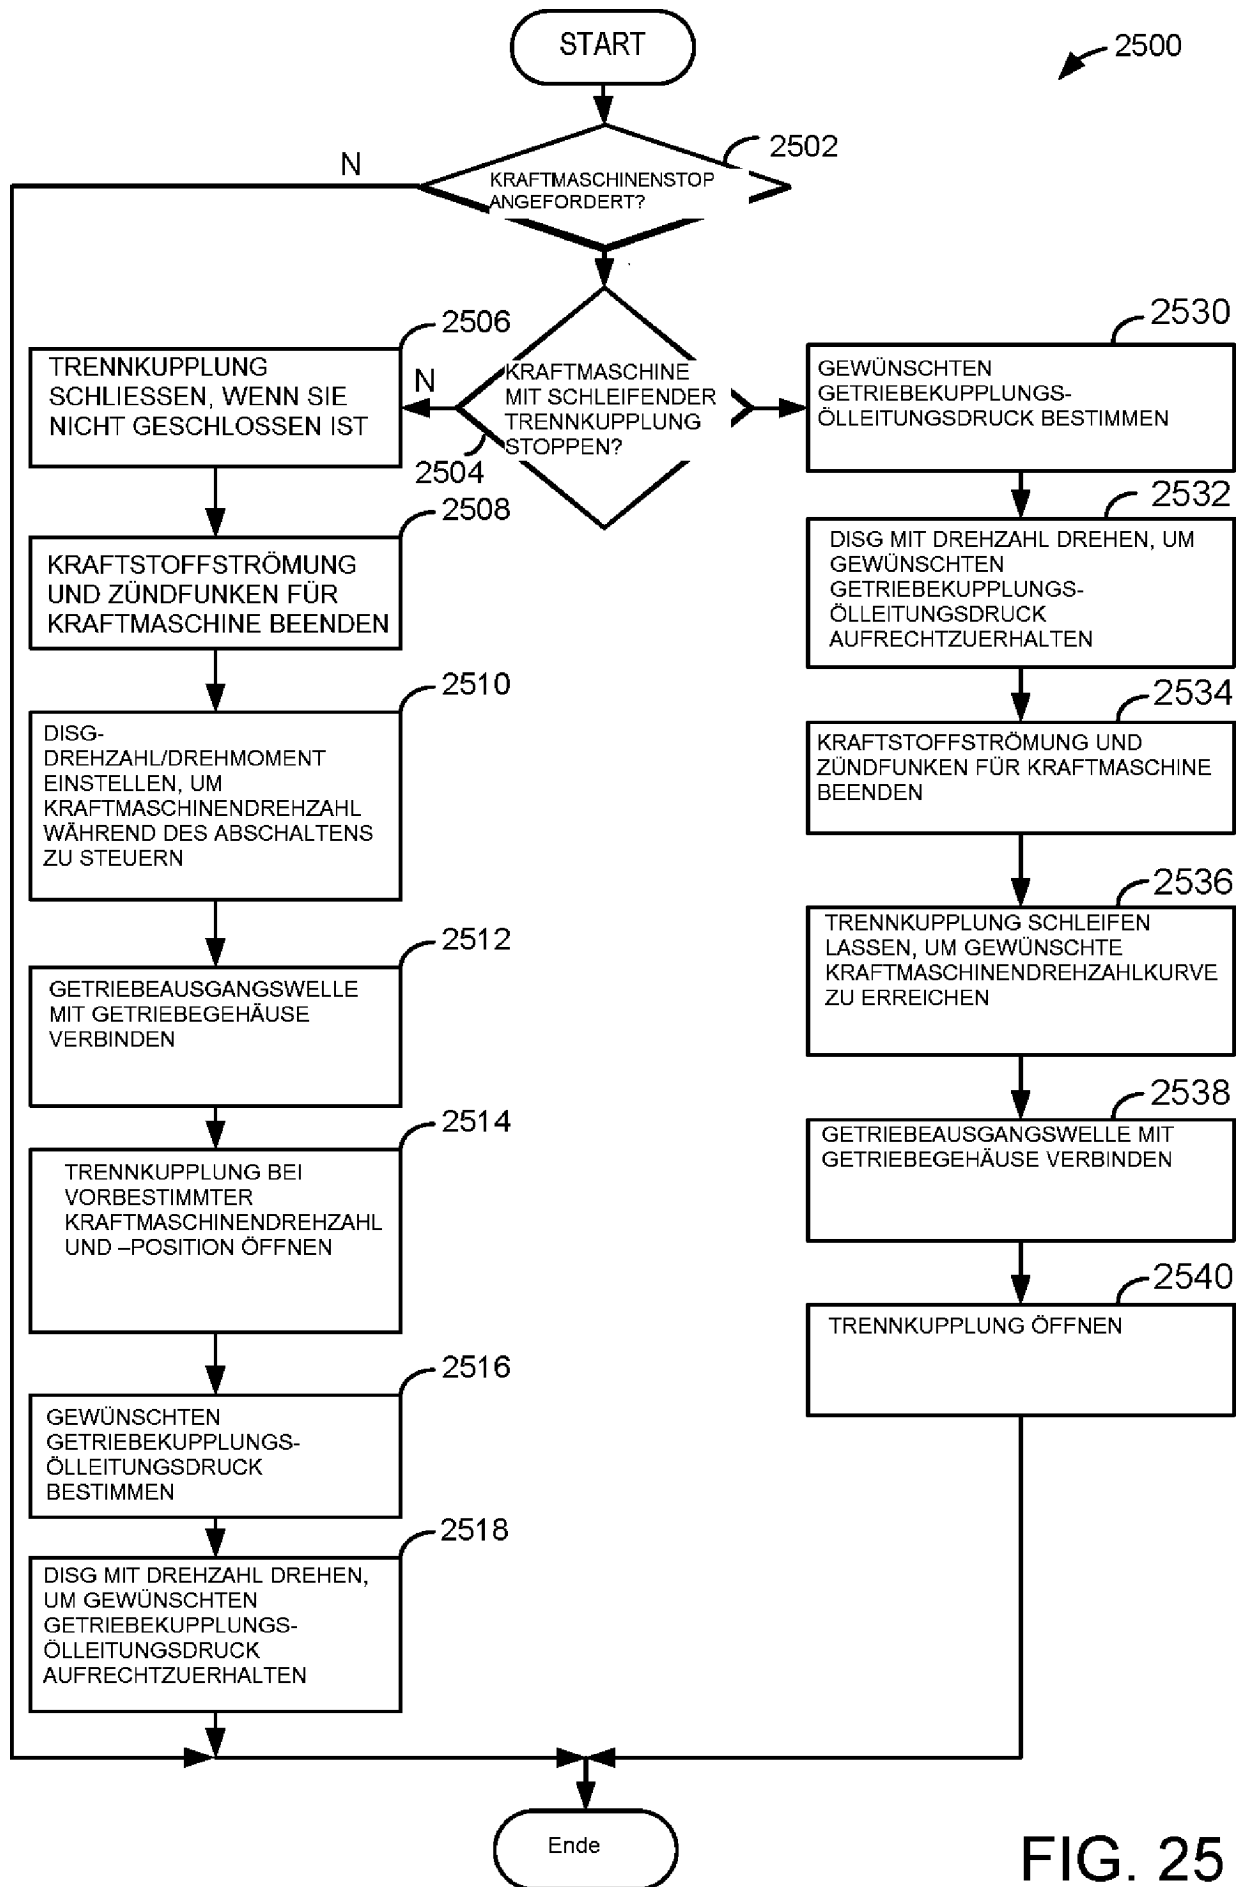 START
2500
2502
N
KRAFTMASCHINENSTOP
ANGEFORDERT?
2506
TRENNKUPPLUNG
SCHLIESSEN, WENN SIE
NICHT GESCHLOSSEN IST
N
KRAFTMASCHINE
MIT SCHLEIFENDER
TRENNKUPPLUNG
STOPPEN?
2504
2530
GEWÜNSCHTEN
GETRIEBEKUPPLUNGS-
ÖLLEITUNGSDRUCK BESTIMMEN
2508
KRAFTSTOFFSTRÖMUNG
UND ZÜNDFUNKEN FÜR
KRAFTMASCHINE BEENDEN
2532
DISG MIT DREHZAHL DREHEN, UM
GEWÜNSCHTEN
GETRIEBEKUPPLUNGS-
ÖLLEITUNGSDRUCK
AUFRECHTZUERHALTEN
2510
DISG-
DREHZAHL/DREHMOMENT
EINSTELLEN, UM
KRAFTMASCHINENDREHZAHL
WÄHREND DES ABSCHALTENS
ZU STEUERN
2534
KRAFTSTOFFSTRÖMUNG UND
ZÜNDFUNKEN FÜR KRAFTMASCHINE
BEENDEN
2512
GETRIEBEAUSGANGSWELLE
MIT GETRIEBEGEHÄUSE
VERBINDEN
2536
TRENNKUPPLUNG SCHLEIFEN
LASSEN, UM GEWÜNSCHTE
KRAFTMASCHINENDREHZAHLKURVE
ZU ERREICHEN
2514
TRENNKUPPLUNG BEI
VORBESTIMMTER
KRAFTMASCHINENDREHZAHL
UND –POSITION ÖFFNEN
2538
GETRIEBEAUSGANGSWELLE MIT
GETRIEBEGEHÄUSE VERBINDEN
2516
GEWÜNSCHTEN
GETRIEBEKUPPLUNGS-
ÖLLEITUNGSDRUCK
BESTIMMEN
2540
TRENNKUPPLUNG ÖFFNEN
2518
DISG MIT DREHZAHL DREHEN,
UM GEWÜNSCHTEN
GETRIEBEKUPPLUNGS-
ÖLLEITUNGSDRUCK
AUFRECHTZUERHALTEN
Ende
FIG. 25